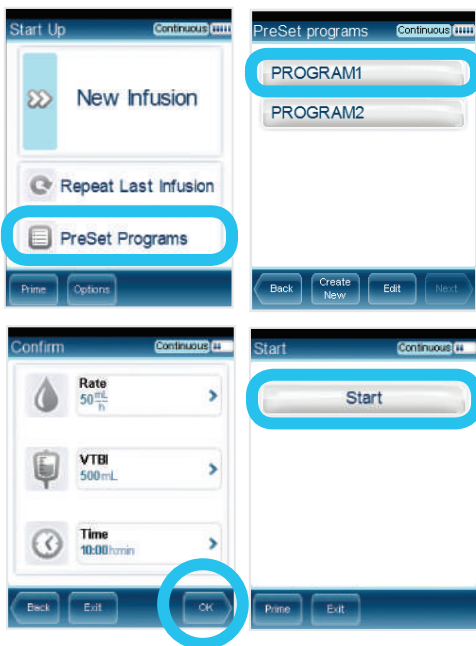 Start Up
Continuous
New Infusion
Repeat Last Infusion
PreSet Programs
Prime
Options
PreSet programs
Continuous
PROGRAM1
PROGRAM2
Back
Create
New
Edit
Next
Confirm
Continuous
Rate
50 mL/h
VTBI
500 mL
Time
10:00 h:min
Back
Exit
OK
Start
Continuous
Start
Prime
Exit